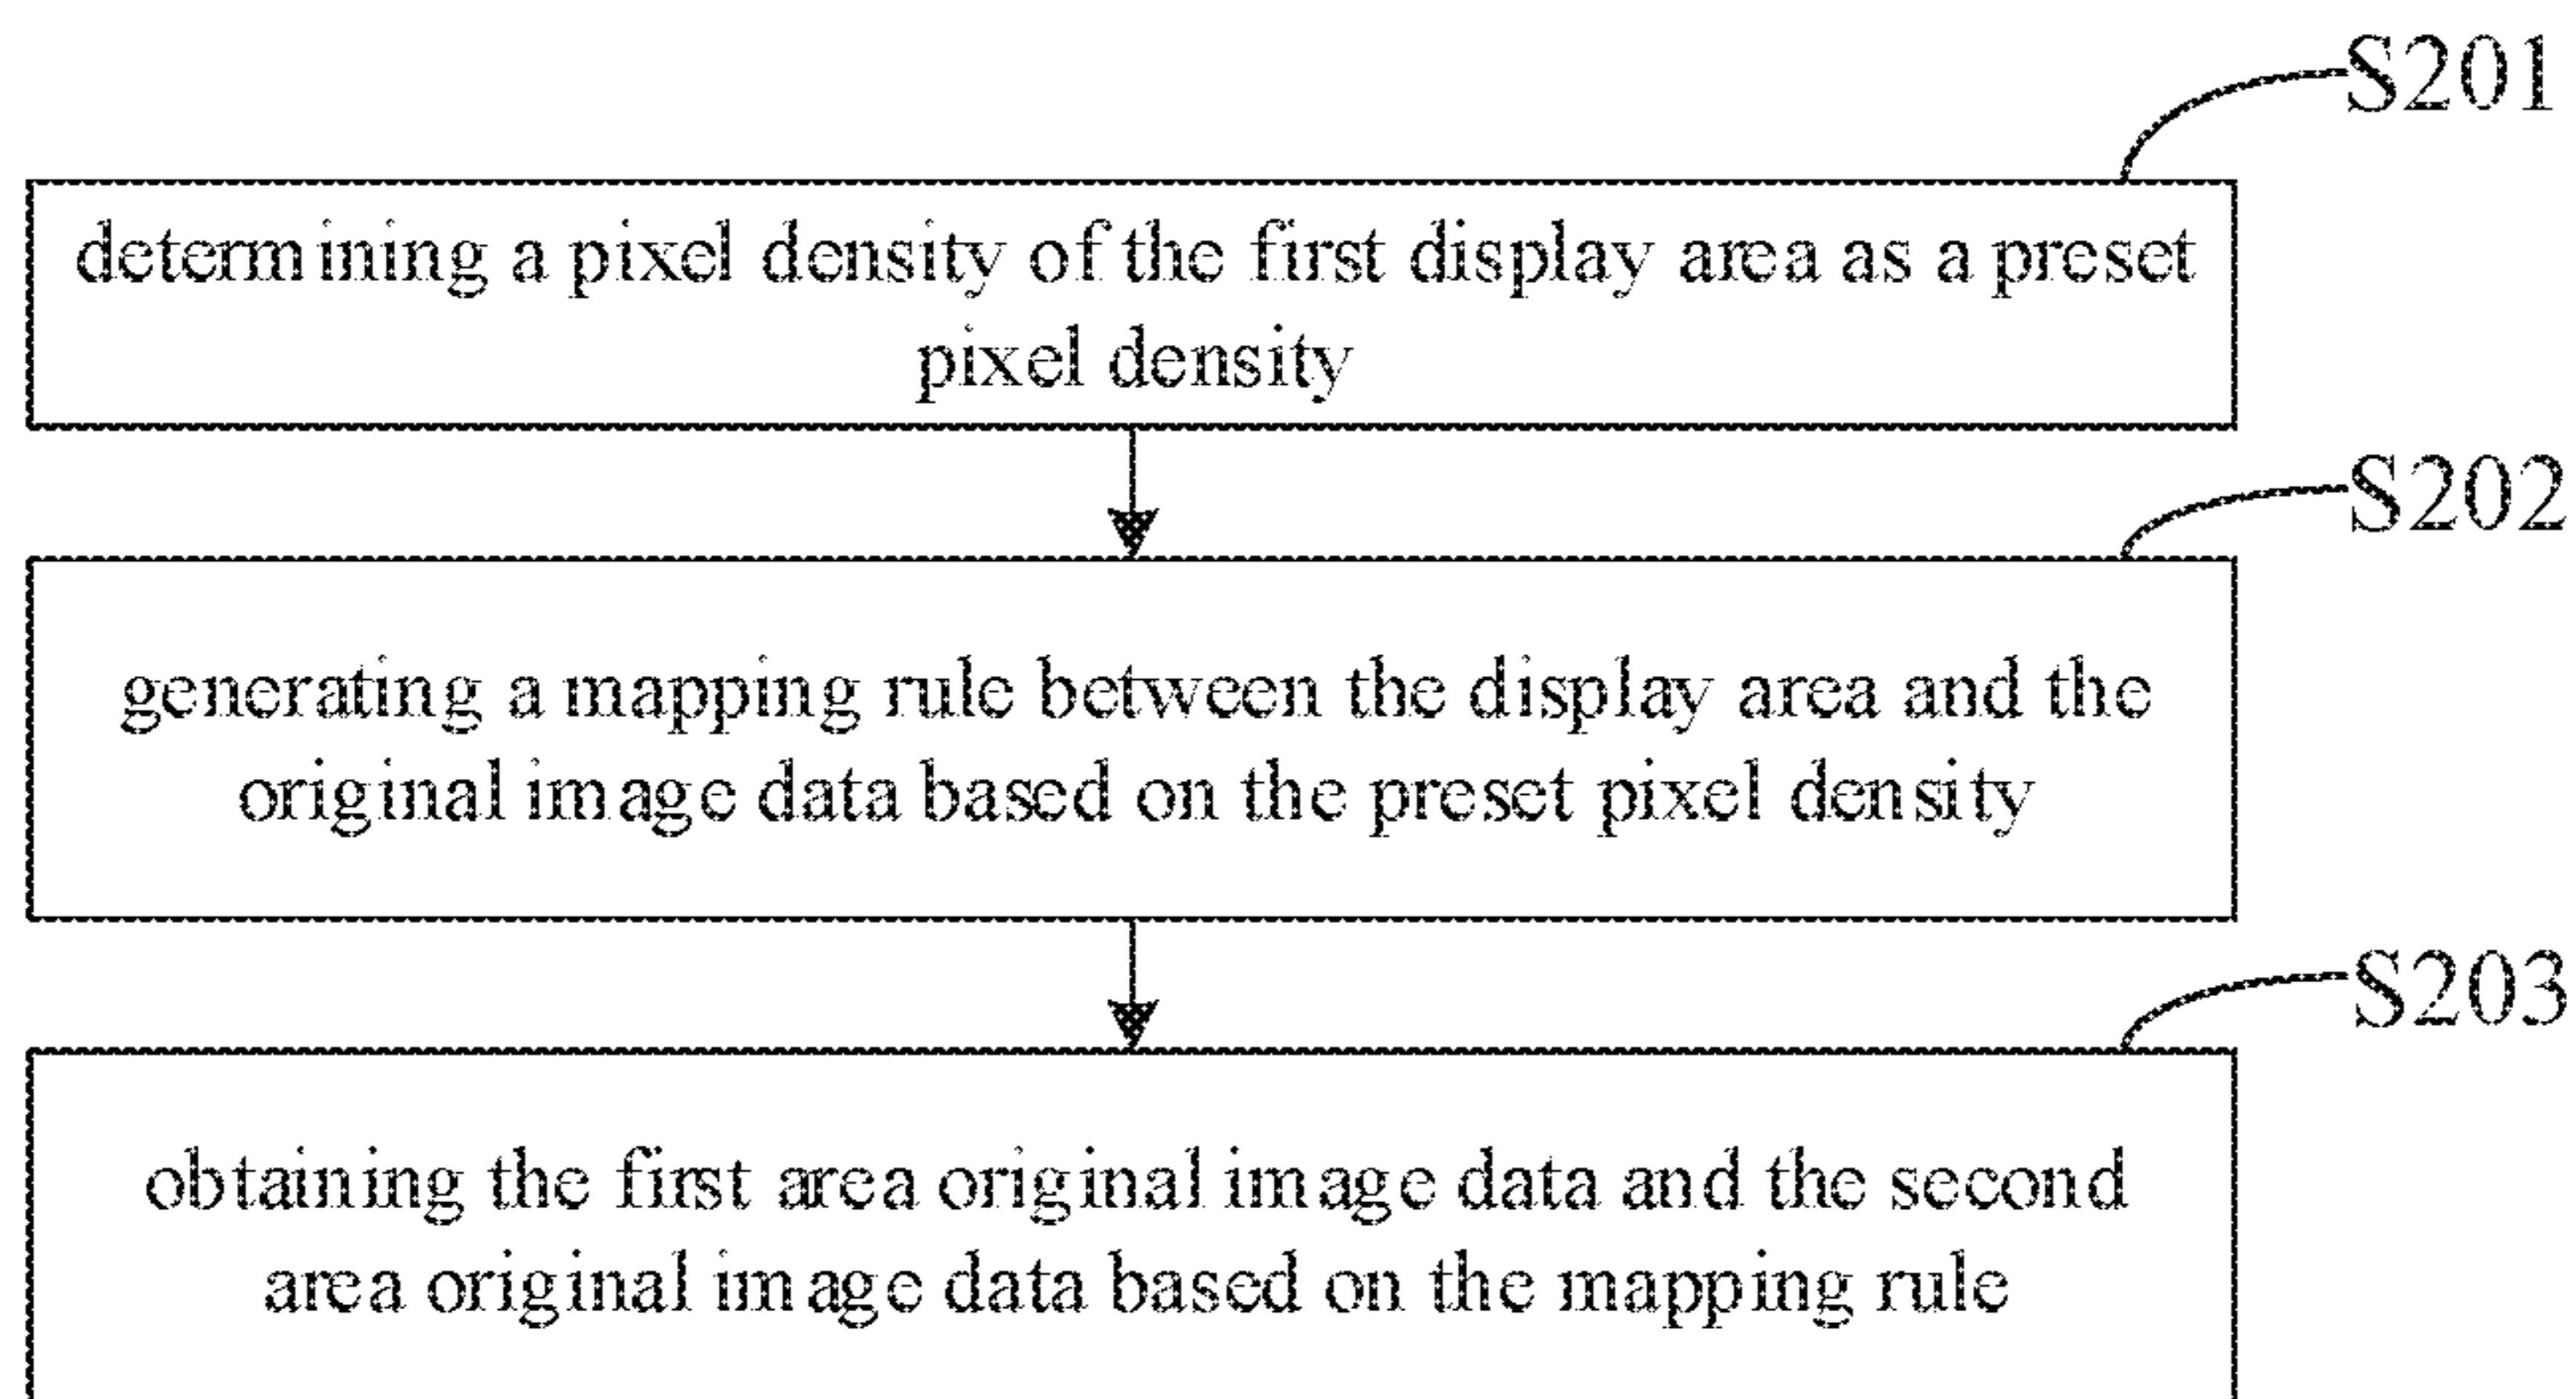 S201
determining a pixel density of the first display area as a preset
pixel density
S202
generating a mapping rule between the display area and the
original image data based on the preset pixel density
S203
obtaining the first area original image data and the second
area original image data based on the mapping rule